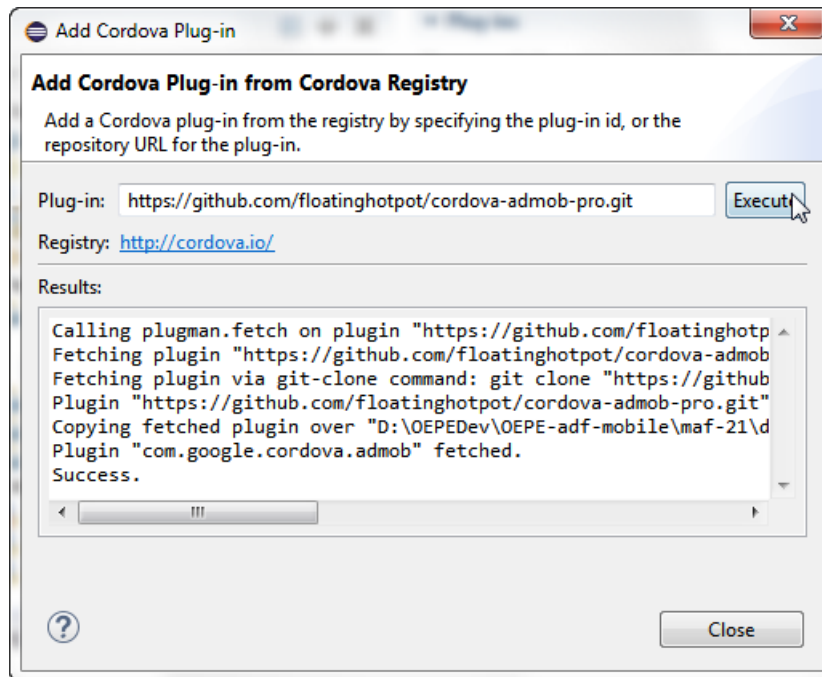 Add Cordova Plug-in
Add Cordova Plug-in from Cordova Registry
Add a Cordova plug-in from the registry by specifying the plug-in id, or the
repository URL for the plug-in.
Plug-in: https://github.com/floatinghotpot/cordova-admob-pro.git Execute
Registry: http://cordova.io/
Results:
Calling plugman.fetch on plugin "https://github.com/floatinghotp
Fetching plugin "https://github.com/floatinghotpot/cordova-admob
Fetching plugin via git-clone command: git clone "https://github
Plugin "https://github.com/floatinghotpot/cordova-admob-pro.git"
Copying fetched plugin over "D:\OEPEDev\OEPE-adf-mobile\maf-21\d
Plugin "com.google.cordova.admob" fetched.
Success.
Close